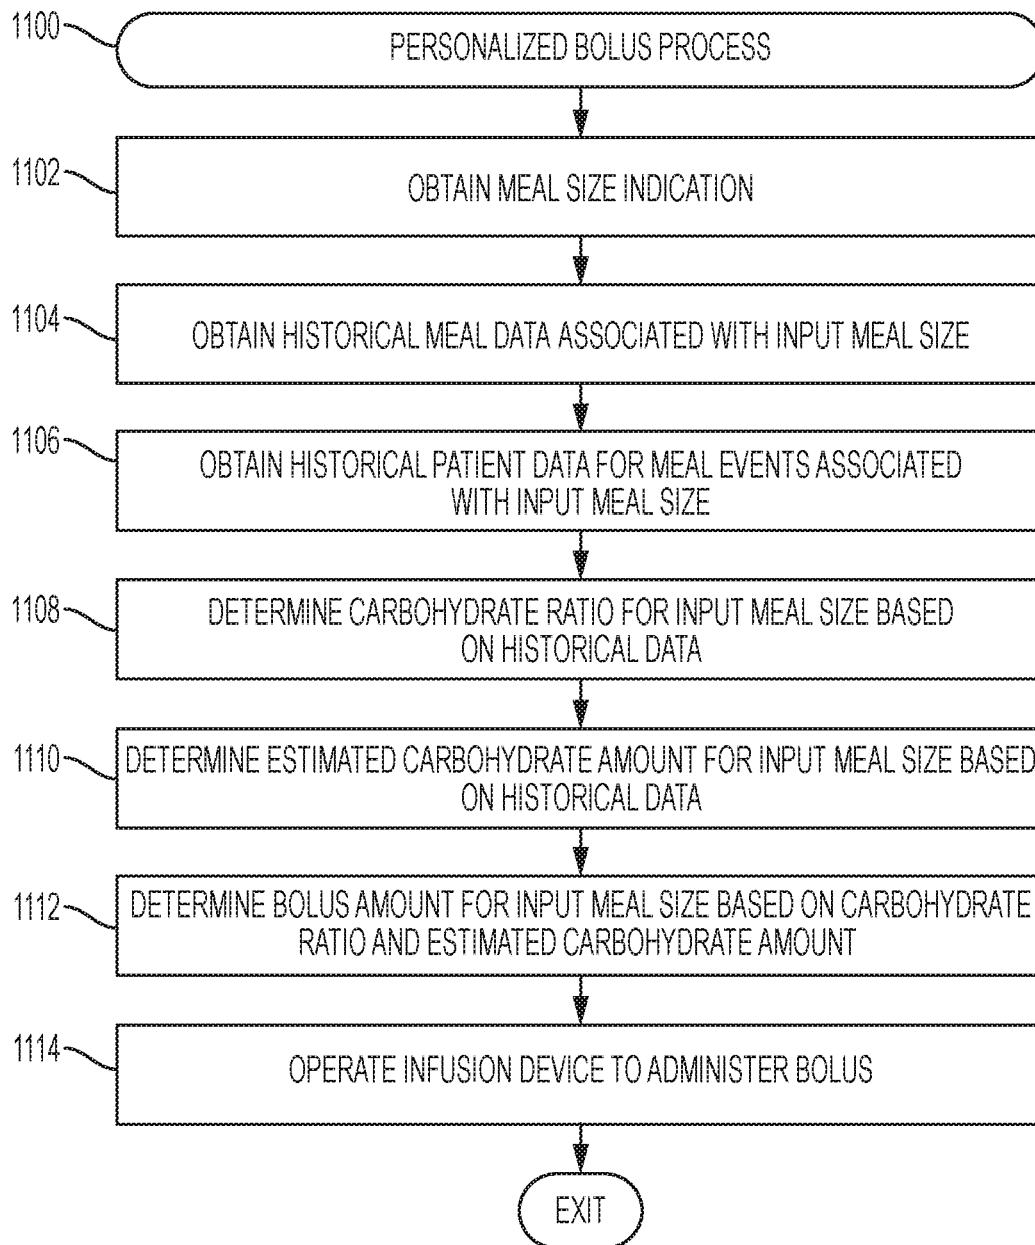 1100
PERSONALIZED BOLUS PROCESS
1102
OBTAIN MEAL SIZE INDICATION
1104
OBTAIN HISTORICAL MEAL DATA ASSOCIATED WITH INPUT MEAL SIZE
1106
OBTAIN HISTORICAL PATIENT DATA FOR MEAL EVENTS ASSOCIATED
WITH INPUT MEAL SIZE
1108
DETERMINE CARBOHYDRATE RATIO FOR INPUT MEAL SIZE BASED
ON HISTORICAL DATA
1110
DETERMINE ESTIMATED CARBOHYDRATE AMOUNT FOR INPUT MEAL SIZE BASED
ON HISTORICAL DATA
1112
DETERMINE BOLUS AMOUNT FOR INPUT MEAL SIZE BASED ON CARBOHYDRATE
RATIO AND ESTIMATED CARBOHYDRATE AMOUNT
1114
OPERATE INFUSION DEVICE TO ADMINISTER BOLUS
EXIT